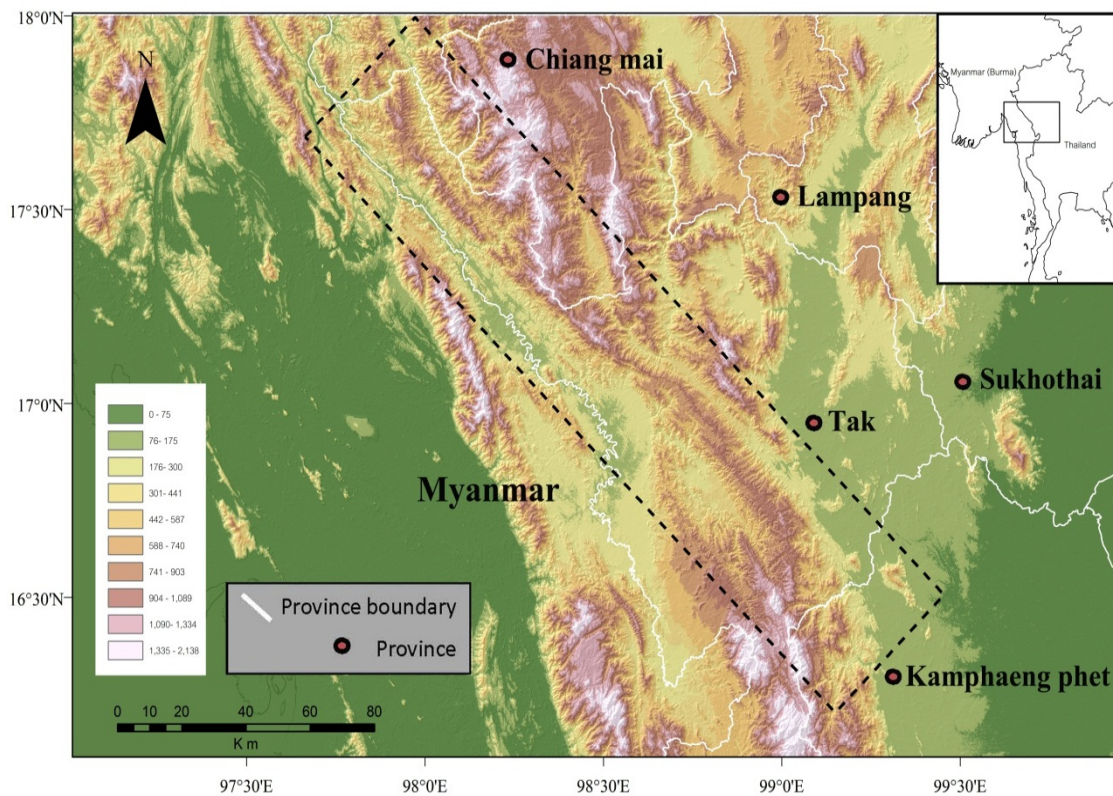 18°0'N
17°30'N
17°0'N
16°30'N
N
Chiang mai
Lampang
Sukhothai
Tak
Myanmar
Kamphaeng phet
Myanmar (Burma)
Thailand
0 - 75
76- 175
176- 300
301- 441
442 - 587
588 - 740
741 - 903
904 - 1,089
1,090- 1,334
1,335 - 2,138
Province boundary
Province
0 10 20 40 60 80
K m
97°30'E 98°0'E 98°30'E 99°0'E 99°30'E